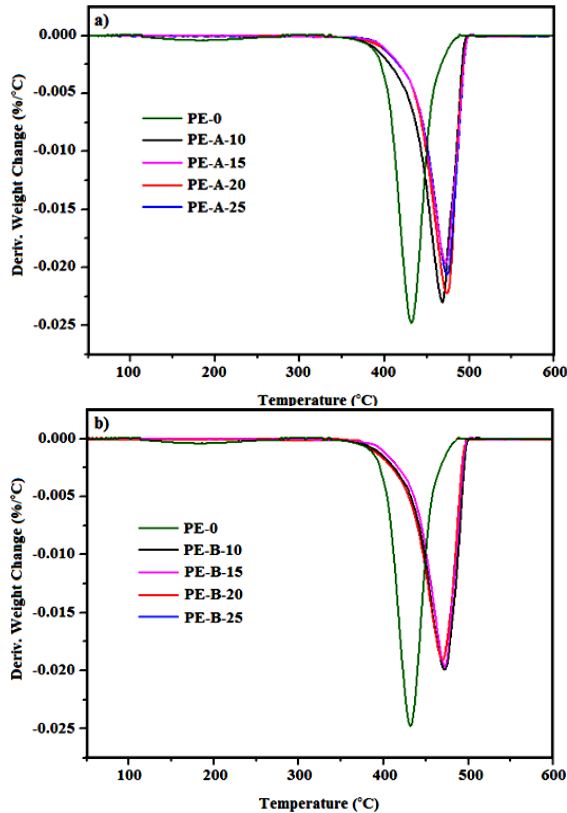 a)
0.000
-0.005
-0.010
-0.015
-0.020
-0.025
Deriv. Weight Change (%/°C)
PE-0
PE-A-10
PE-A-15
PE-A-20
PE-A-25
100 200 300 400 500 600
Temperature (°C)
b)
0.000
-0.005
-0.010
-0.015
-0.020
-0.025
Deriv. Weight Change (%/°C)
PE-0
PE-B-10
PE-B-15
PE-B-20
PE-B-25
100 200 300 400 500 600
Temperature (°C)